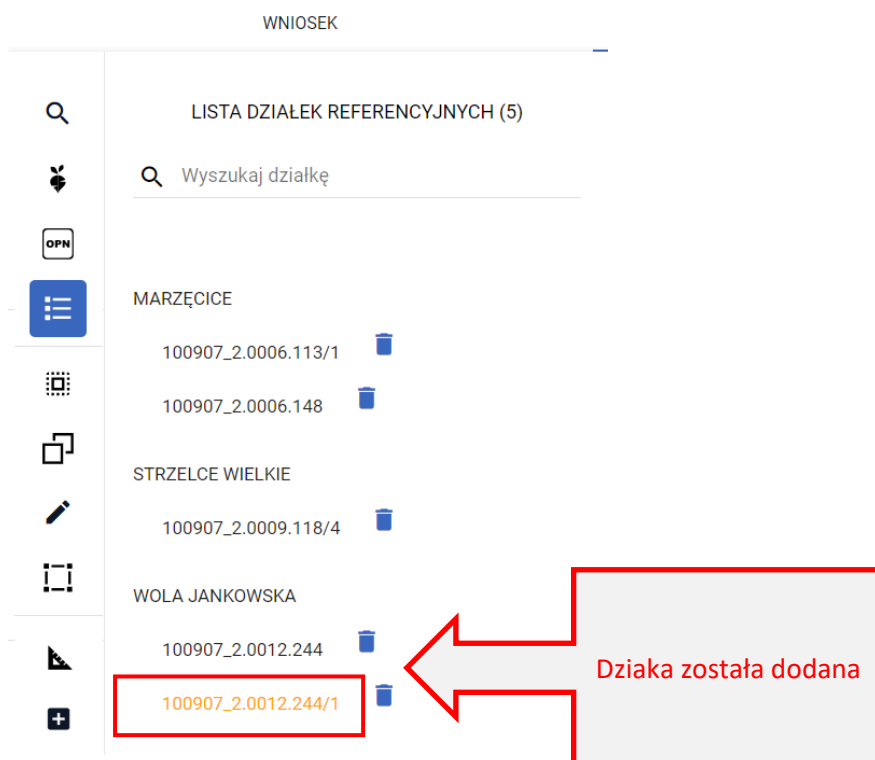 WNIOSEK
LISTA DZIAŁEK REFERENCYJNYCH (5)
Wyszukaj działkę
OPN
MARZĘCICE
100907_2.0006.113/1
100907_2.0006.148
STRZELCE WIELKIE
100907_2.0009.118/4
WOLA JANKOWSKA
100907_2.0012.244
100907_2.0012.244/1
Dziaka została dodana